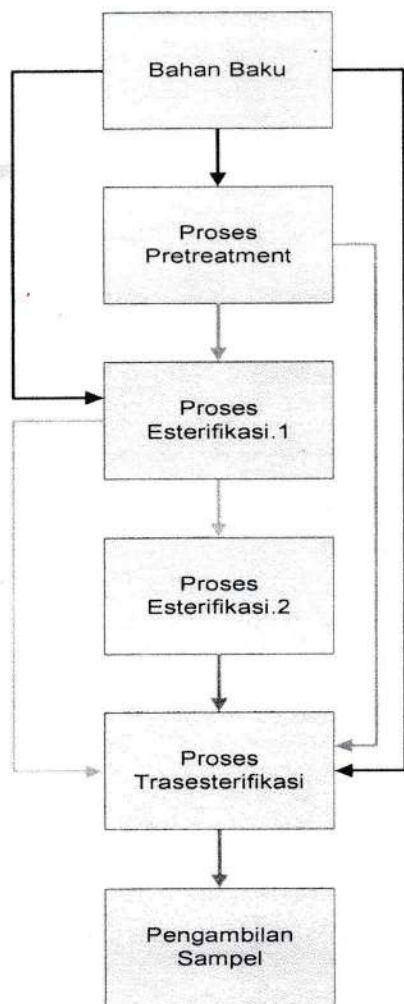 Bahan Baku
Proses
Pretreatment
Proses
Esterifikasi.1
Proses
Esterifikasi.2
Proses
Trasesterifikasi
Pengambilan
Sampel